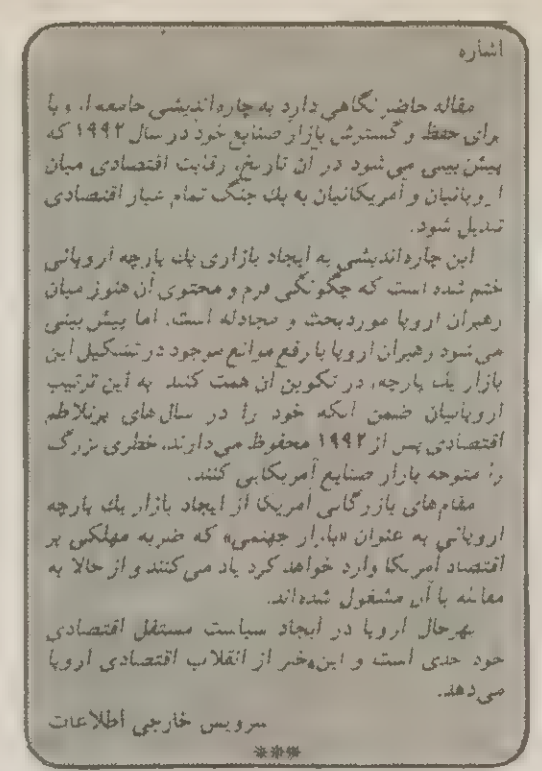 اشاره
مقاله حاضر نگاهی دارد به چاره‌اندیشی جامعه اروپا
برای حفظ و گسترش بازار صنایع خود در سال ۱۹۹۲ که
پیش‌بینی می‌شود در آن تاریخ، رقابت اقتصادی میان
اروپائیان و آمریکائیان به یك جنگ تمام عیار اقتصادی
تبدیل شود.
این چاره‌اندیشی به ایجاد بازاری یك پارچه اروپائی
ختم شده است که چگونگی فرم و محتوی آن هنوز میان
رهبران اروپا مورد بحث و مجادله است. اما پیش بینی
می‌شود رهبران اروپا با رفع موانع موجود در تشکیل این
بازار یك پارچه، در تکوین آن همت کنند به این ترتیب
اروپائیان ضمن آنکه خود را در سال‌های پرتلاطم
اقتصادی پس از ۱۹۹۲ محفوظ می‌دارند، خطری بزرگ
را متوجه بازار صنایع آمریکایی کنند.
مقام‌های بازرگانی آمریکا از ایجاد بازار یك پارچه
اروپائی به عنوان «بازار جهنمی» که ضربه مهلکی بر
اقتصاد آمریکا وارد خواهد کرد یاد می‌کنند و از حالا به
مقابله با آن مشغول شده‌اند.
بهرحال اروپا در ایجاد سیاست مستقل اقتصادی
خود جدی است و این خبر از انقلاب اقتصادی اروپا
می‌دهد.
سرویس خارجی اطلاعات
***